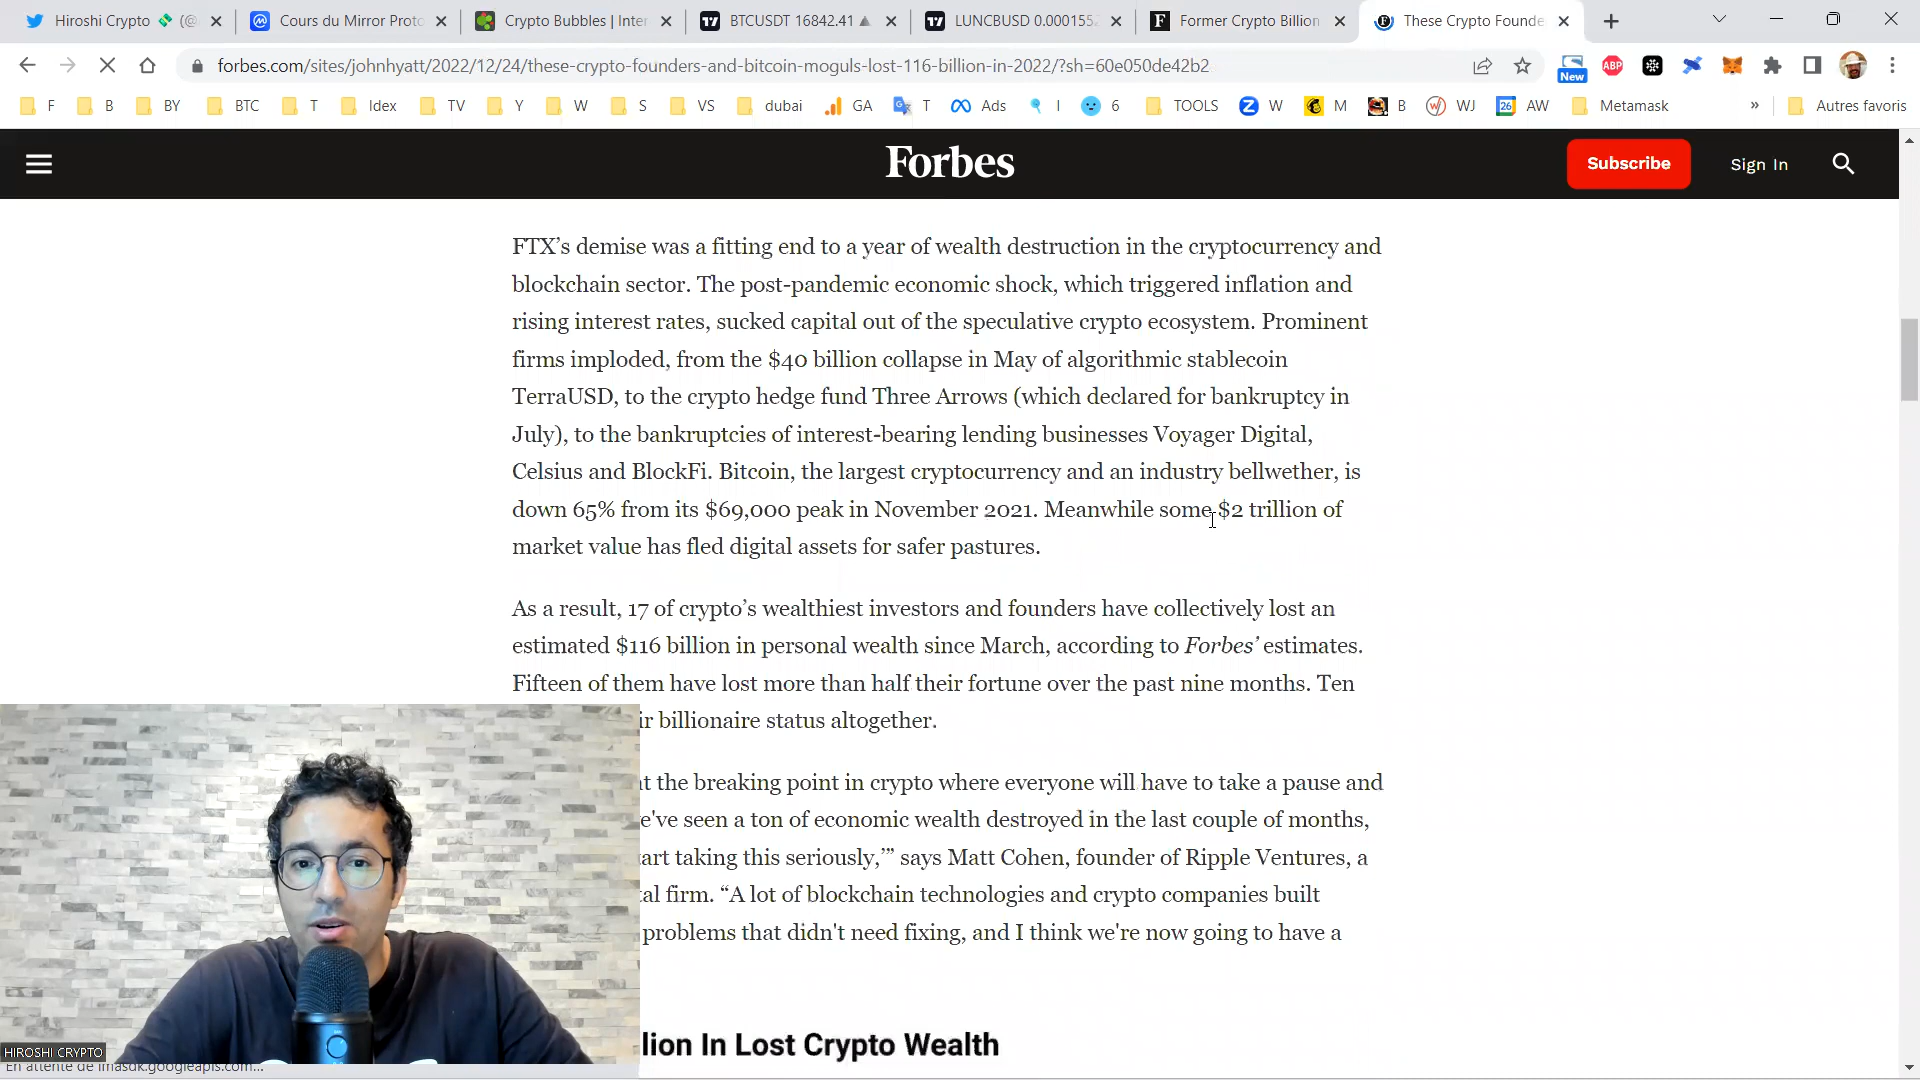 Hiroshi Crypto
Cours du Mirror Proto
Crypto Bubbles | Inter
BTCUSDT 16842.41
LUNCBUSD 0.000155
Former Crypto Billion
These Crypto Founde
forbes.com/sites/johnhyatt/2022/12/24/these-crypto-founders-and-bitcoin-moguls-lost-116-billion-in-2022/?sh=60e050de42b2
New
ABP
F B BY BTC T Idex TV Y W S VS dubai GA T Ads I 6 TOOLS W M B WJ 26 AW Metamask » Autres favoris
Forbes
Subscribe
Sign In
FTX’s demise was a fitting end to a year of wealth destruction in the cryptocurrency and
blockchain sector. The post-pandemic economic shock, which triggered inflation and
rising interest rates, sucked capital out of the speculative crypto ecosystem. Prominent
firms imploded, from the $40 billion collapse in May of algorithmic stablecoin
TerraUSD, to the crypto hedge fund Three Arrows (which declared for bankruptcy in
July), to the bankruptcies of interest-bearing lending businesses Voyager Digital,
Celsius and BlockFi. Bitcoin, the largest cryptocurrency and an industry bellwether, is
down 65% from its $69,000 peak in November 2021. Meanwhile some $2 trillion of
market value has fled digital assets for safer pastures.
As a result, 17 of crypto’s wealthiest investors and founders have collectively lost an
estimated $116 billion in personal wealth since March, according to Forbes’ estimates.
Fifteen of them have lost more than half their fortune over the past nine months. Ten
ir billionaire status altogether.
t the breaking point in crypto where everyone will have to take a pause and
e've seen a ton of economic wealth destroyed in the last couple of months,
art taking this seriously,’” says Matt Cohen, founder of Ripple Ventures, a
al firm. “A lot of blockchain technologies and crypto companies built
problems that didn't need fixing, and I think we're now going to have a
lion In Lost Crypto Wealth
HIROSHI CRYPTO
En attente de imasdk.googleapis.com...